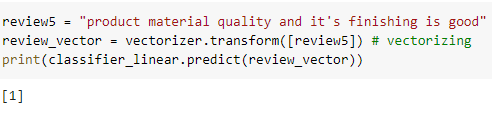 review5 = "product material quality and it's finishing is good"
review_vector = vectorizer.transform([review5]) # vectorizing
print(classifier_linear.predict(review_vector))
[1]